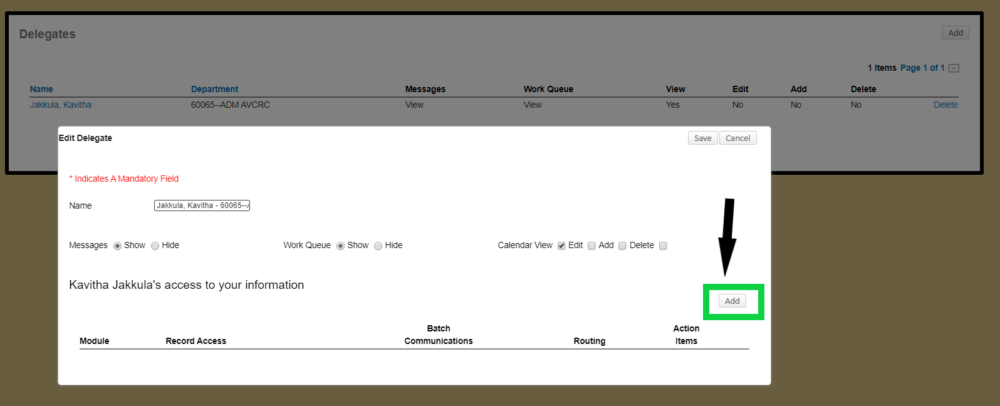 Delegates
Add
1 Items Page 1 of 1
Name Department Messages Work Queue View Edit Add Delete
Jakkula, Kavitha 60065--ADM AVCRC View View Yes No No No Delete
Edit Delegate Save Cancel
* Indicates A Mandatory Field
Name Jakkula, Kavitha - 60065--
Messages Show Hide Work Queue Show Hide Calendar View Edit Add Delete
Kavitha Jakkula's access to your information
Add
Batch Action
Module Record Access Communications Routing Items